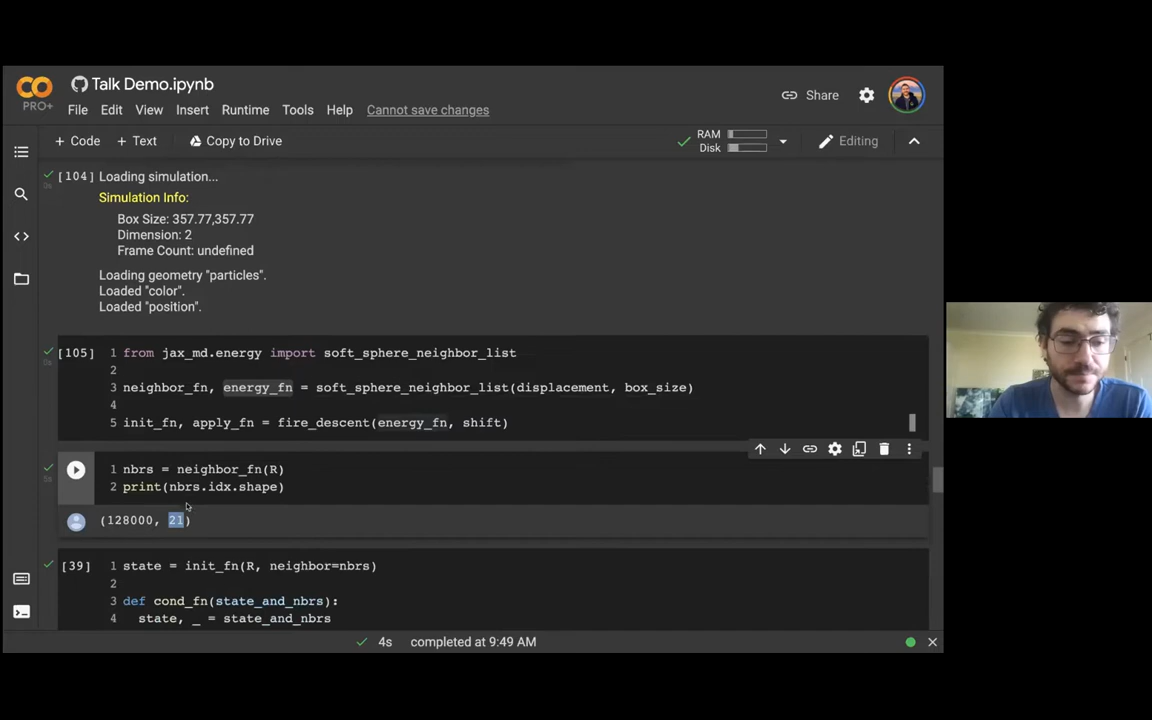 Talk Demo.ipynb
PRO+
File Edit View Insert Runtime Tools Help Cannot save changes
Share
+ Code + Text Copy to Drive
RAM
Disk
Editing
[104] Loading simulation...
0s
Simulation Info:
Box Size: 357.77,357.77
Dimension: 2
Frame Count: undefined
Loading geometry "particles".
Loaded "color".
Loaded "position".
[105] 1 from jax_md.energy import soft_sphere_neighbor_list
0s
2
3 neighbor_fn, energy_fn = soft_sphere_neighbor_list(displacement, box_size)
4
5 init_fn, apply_fn = fire_descent(energy_fn, shift)
1 nbrs = neighbor_fn(R)
5s
2 print(nbrs.idx.shape)
(128000, 21)
[39] 1 state = init_fn(R, neighbor=nbrs)
2
3 def cond_fn(state_and_nbrs):
4 state, _ = state_and_nbrs
4s completed at 9:49 AM